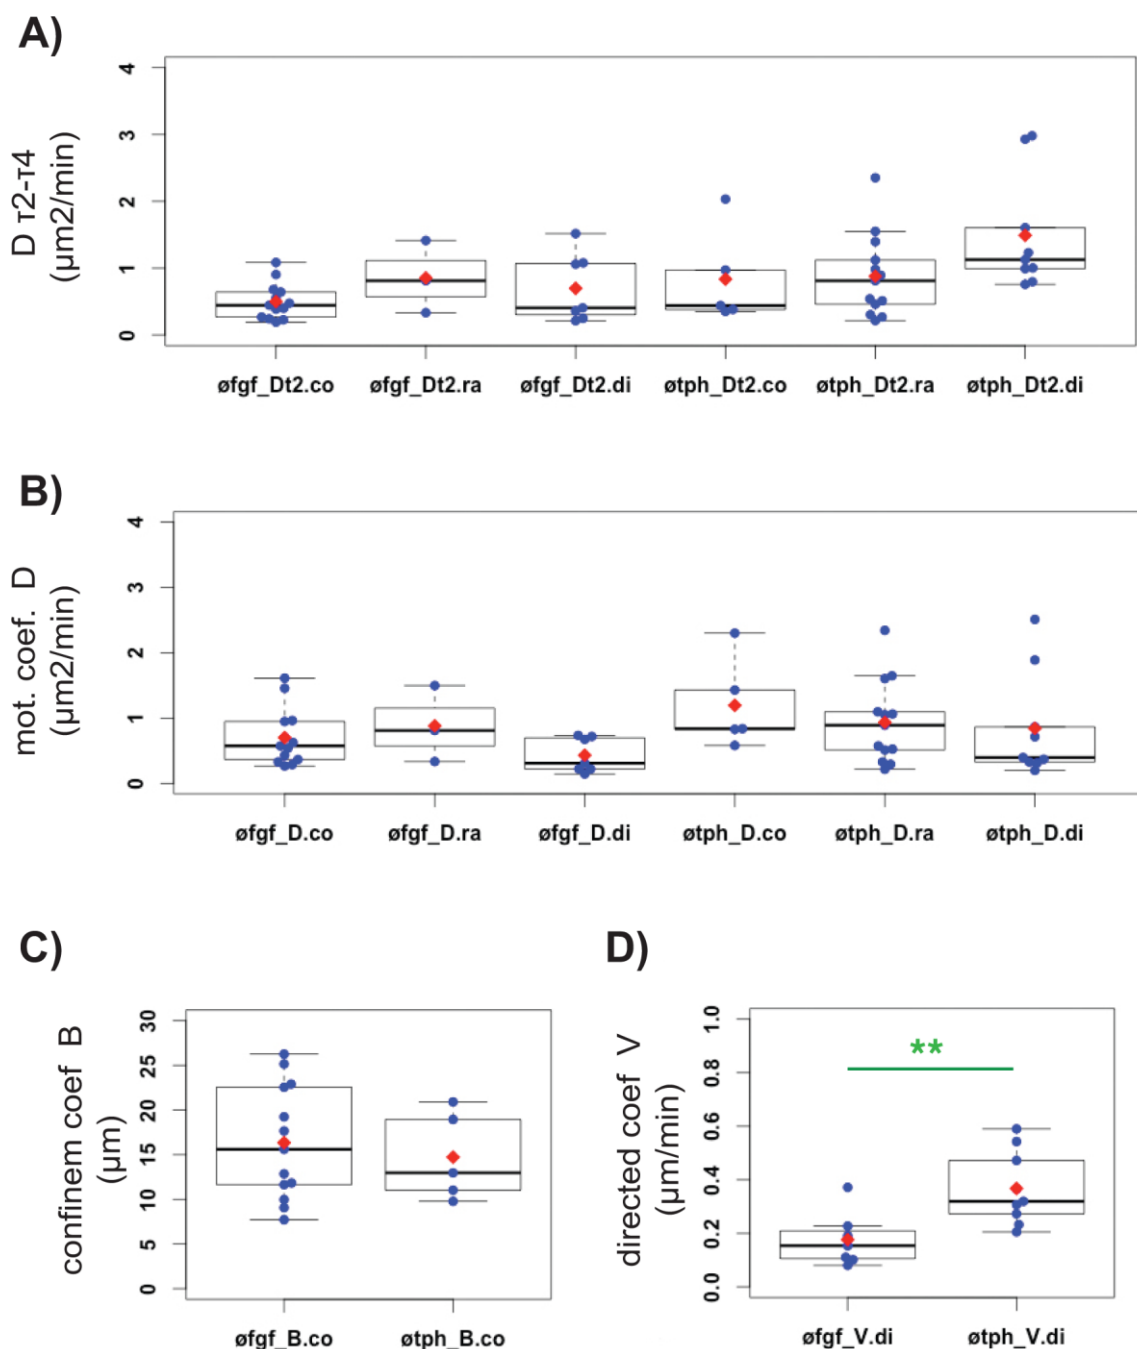 A)
D τ2-τ4
(µm2/min)
4
3
2
1
0
øfgf_Dt2.co øfgf_Dt2.ra øfgf_Dt2.di øtph_Dt2.co øtph_Dt2.ra øtph_Dt2.di
B)
mot. coef. D
(µm2/min)
4
3
2
1
0
øfgf_D.co øfgf_D.ra øfgf_D.di øtph_D.co øtph_D.ra øtph_D.di
C)
confinem coef B
(µm)
30
25
20
15
10
5
0
øfgf_B.co øtph_B.co
D)
directed coef V
(µm/min)
1.0
0.8
0.6
0.4
0.2
0.0
**
øfgf_V.di øtph_V.di